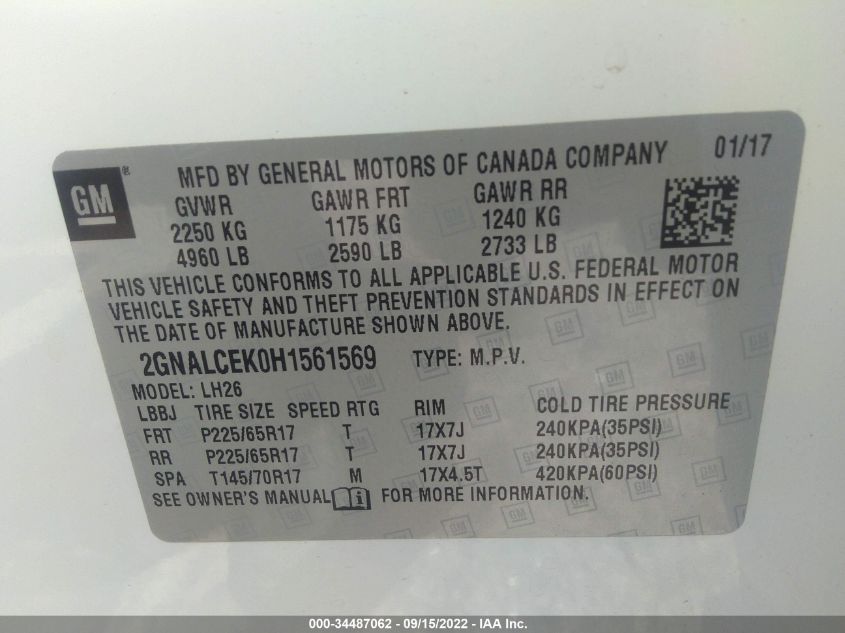 GM ® MFD BY GENERAL MOTORS OF CANADA COMPANY 01/17
GVWR GAWR FRT GAWR RR
2250 KG 1175 KG 1240 KG
4960 LB 2590 LB 2733 LB
THIS VEHICLE CONFORMS TO ALL APPLICABLE U.S. FEDERAL MOTOR
VEHICLE SAFETY AND THEFT PREVENTION STANDARDS IN EFFECT ON
THE DATE OF MANUFACTURE SHOWN ABOVE.
2GNALCEK0H1561569 TYPE: M.P.V.
MODEL: LH26
LBBJ TIRE SIZE SPEED RTG RIM COLD TIRE PRESSURE
FRT P225/65R17 T 17X7J 240KPA(35PSI)
RR P225/65R17 T 17X7J 240KPA(35PSI)
SPA T145/70R17 M 17X4.5T 420KPA(60PSI)
SEE OWNER'S MANUAL i FOR MORE INFORMATION.
000-34487062 - 09/15/2022 - IAA Inc.